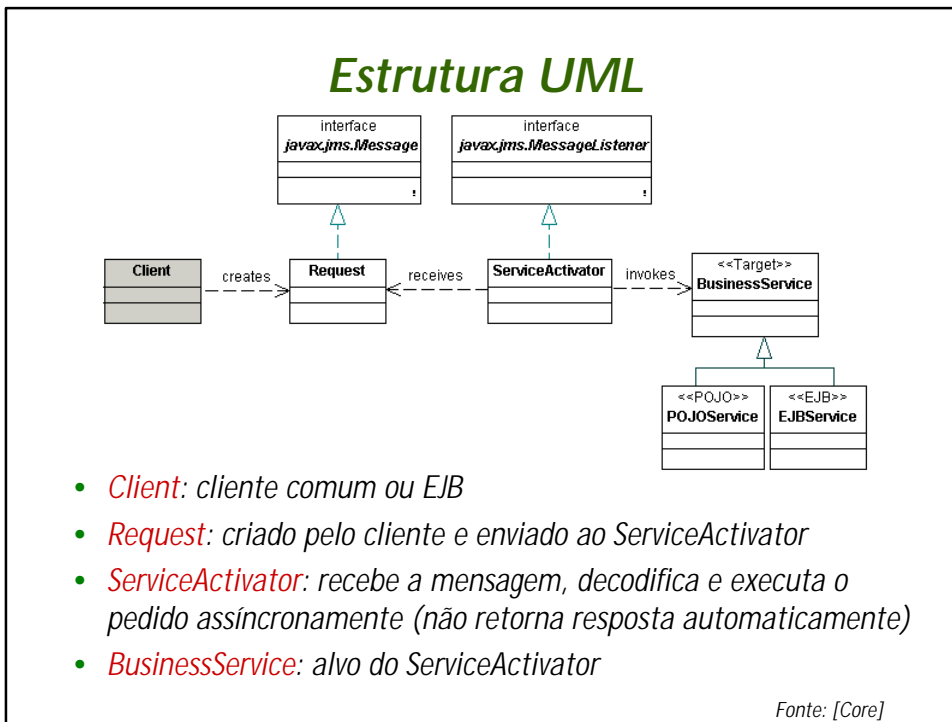 Estrutura UML
interface
javax.jms.Message
!
interface
javax.jms.MessageListener
!
Client
creates
Request
receives
ServiceActivator
invokes
<<Target>>
BusinessService
<<POJO>>
POJOService
<<EJB>>
EJBService
• Client: cliente comum ou EJB
• Request: criado pelo cliente e enviado ao ServiceActivator
• ServiceActivator: recebe a mensagem, decodifica e executa o
pedido assíncronamente (não retorna resposta automaticamente)
• BusinessService: alvo do ServiceActivator
Fonte: [Core]